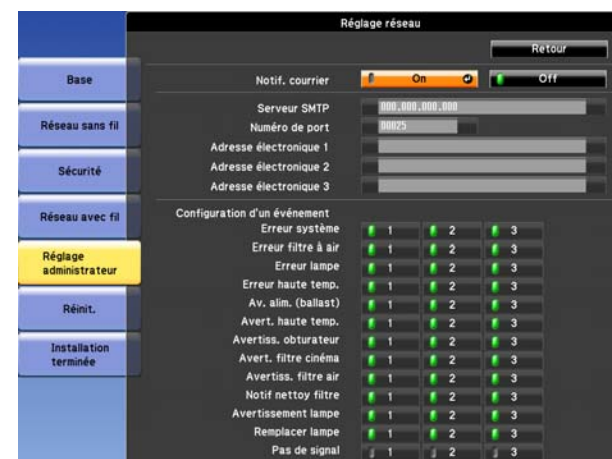 Réglage réseau
Retour
Base
Notif. courrier On Off
Serveur SMTP 000.000.000.000
Réseau sans fil
Numéro de port 00025
Adresse électronique 1
Sécurité
Adresse électronique 2
Adresse électronique 3
Réseau avec fil
Configuration d'un événement
Erreur système 1 2 3
Erreur filtre à air 1 2 3
Réglage
administrateur
Erreur lampe 1 2 3
Erreur haute temp. 1 2 3
Av. alim. (ballast) 1 2 3
Réinit.
Avert. haute temp. 1 2 3
Avertiss. obturateur 1 2 3
Installation
terminée
Avert. filtre cinéma 1 2 3
Avertiss. filtre air 1 2 3
Notif nettoy filtre 1 2 3
Avertissement lampe 1 2 3
Remplacer lampe 1 2 3
Pas de signal 1 2 3